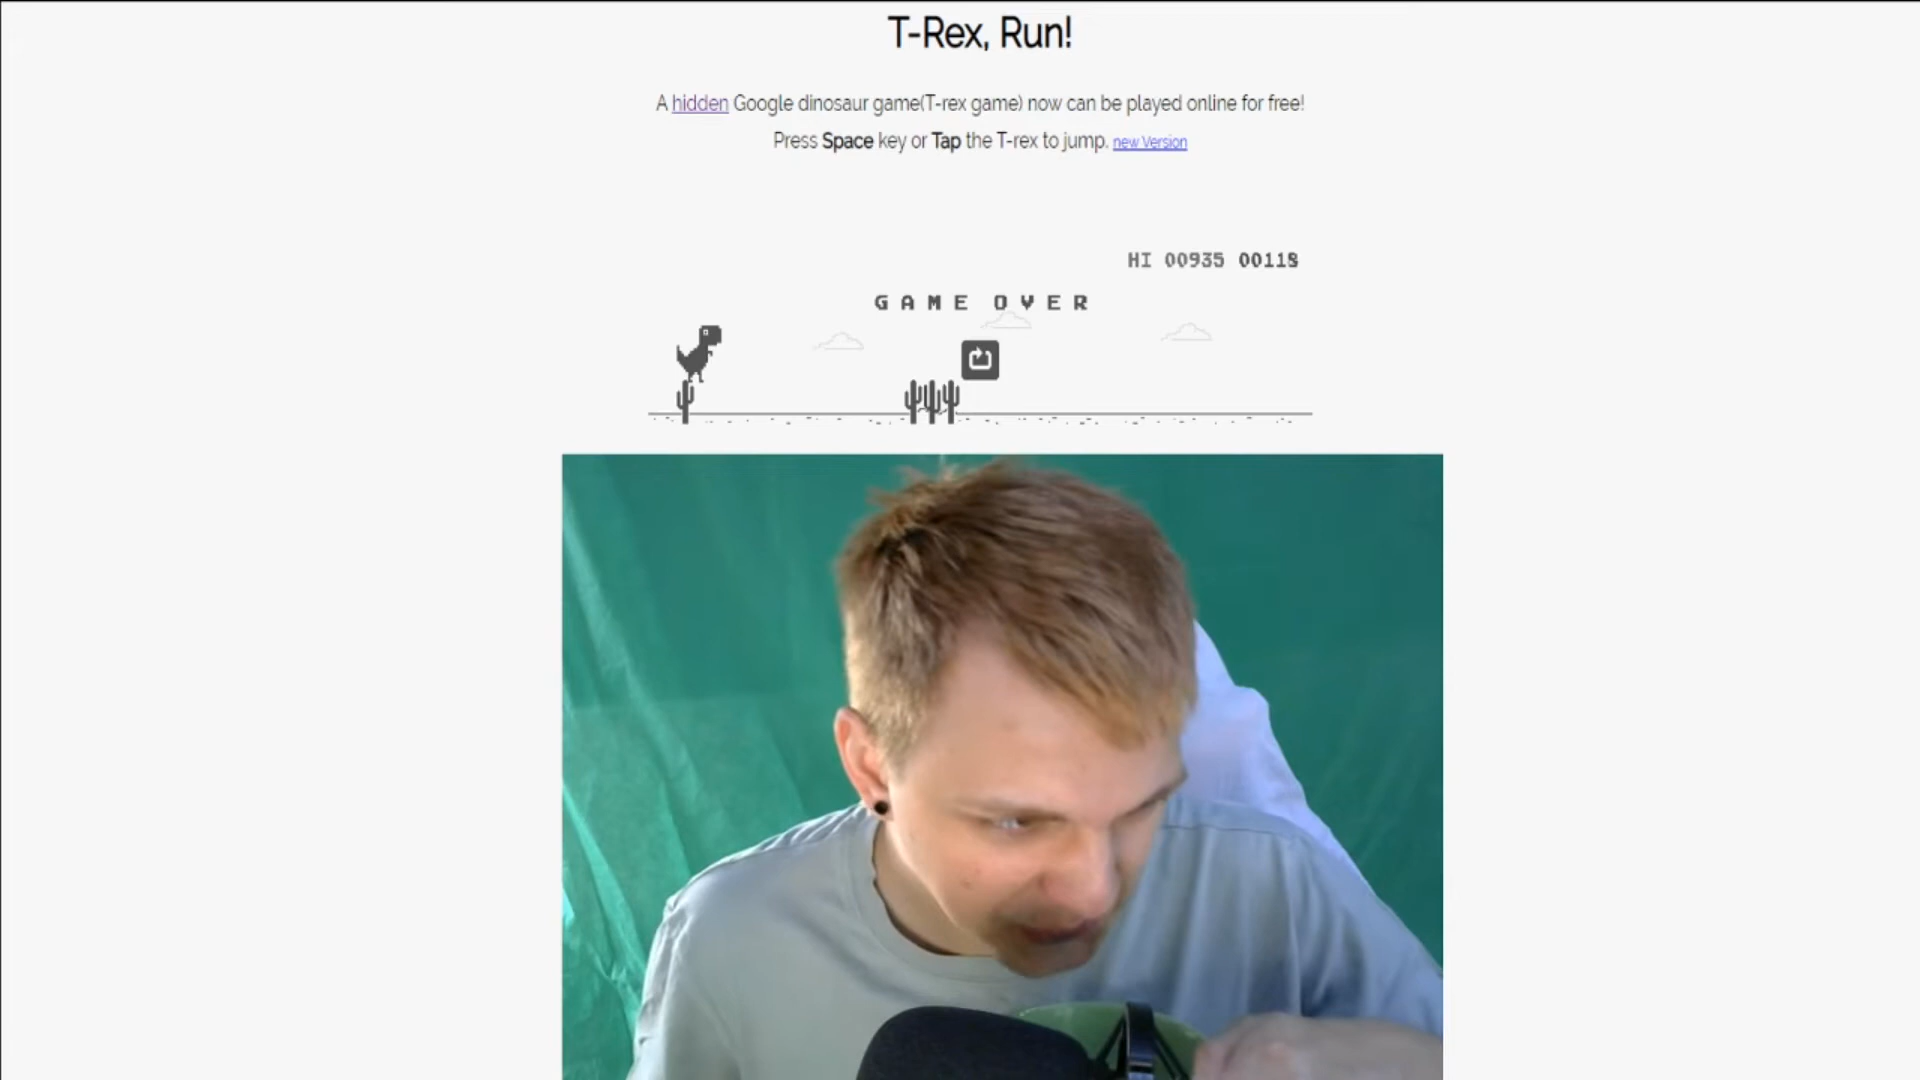 T-Rex, Run!
A hidden Google dinosaur game(T-rex game) now can be played online for free!
Press Space key or Tap the T-rex to jump. new Version
HI 00935 00118
GAME OVER